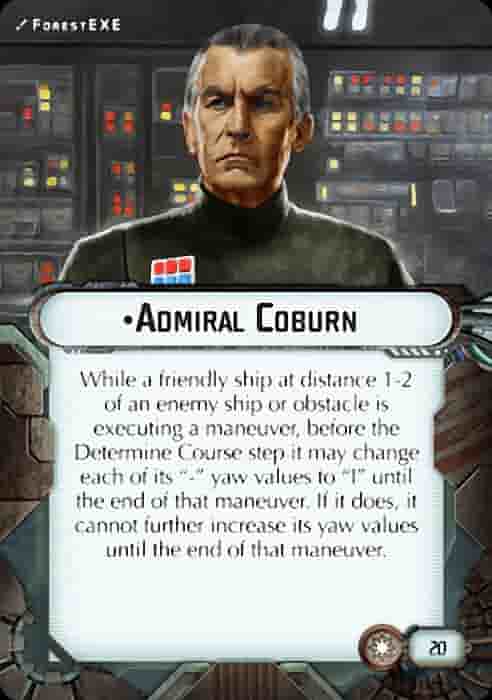 ForestEXE
•Admiral Coburn
While a friendly ship at distance 1-2
of an enemy ship or obstacle is
executing a maneuver, before the
Determine Course step it may change
each of its “-” yaw values to “I” until
the end of that maneuver. If it does, it
cannot further increase its yaw values
until the end of that maneuver.
20